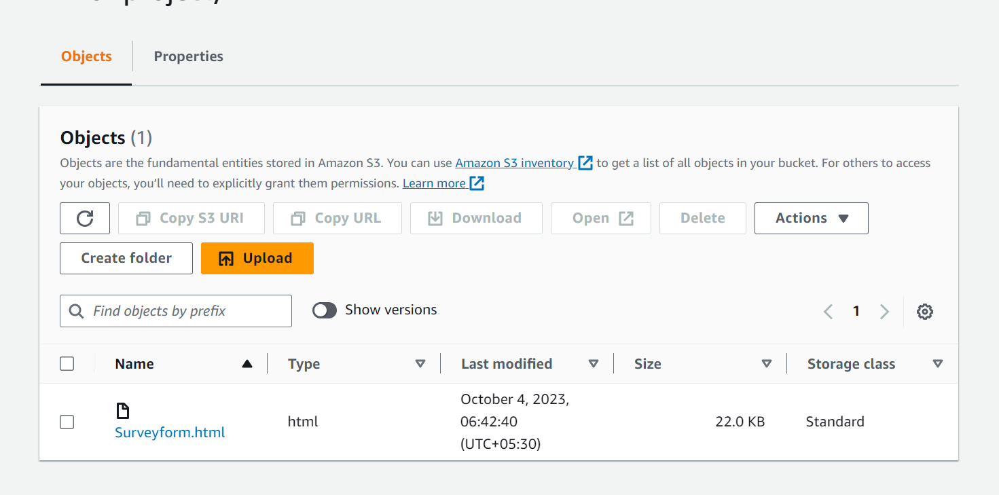 Objects
Properties
Objects (1)
Objects are the fundamental entities stored in Amazon S3. You can use Amazon S3 inventory to get a list of all objects in your bucket. For others to access
your objects, you’ll need to explicitly grant them permissions. Learn more
Copy S3 URI
Copy URL
Download
Open
Delete
Actions
Create folder
Upload
Find objects by prefix
Show versions
1
Name
Type
Last modified
Size
Storage class
Surveyform.html
html
October 4, 2023,
06:42:40
(UTC+05:30)
22.0 KB
Standard